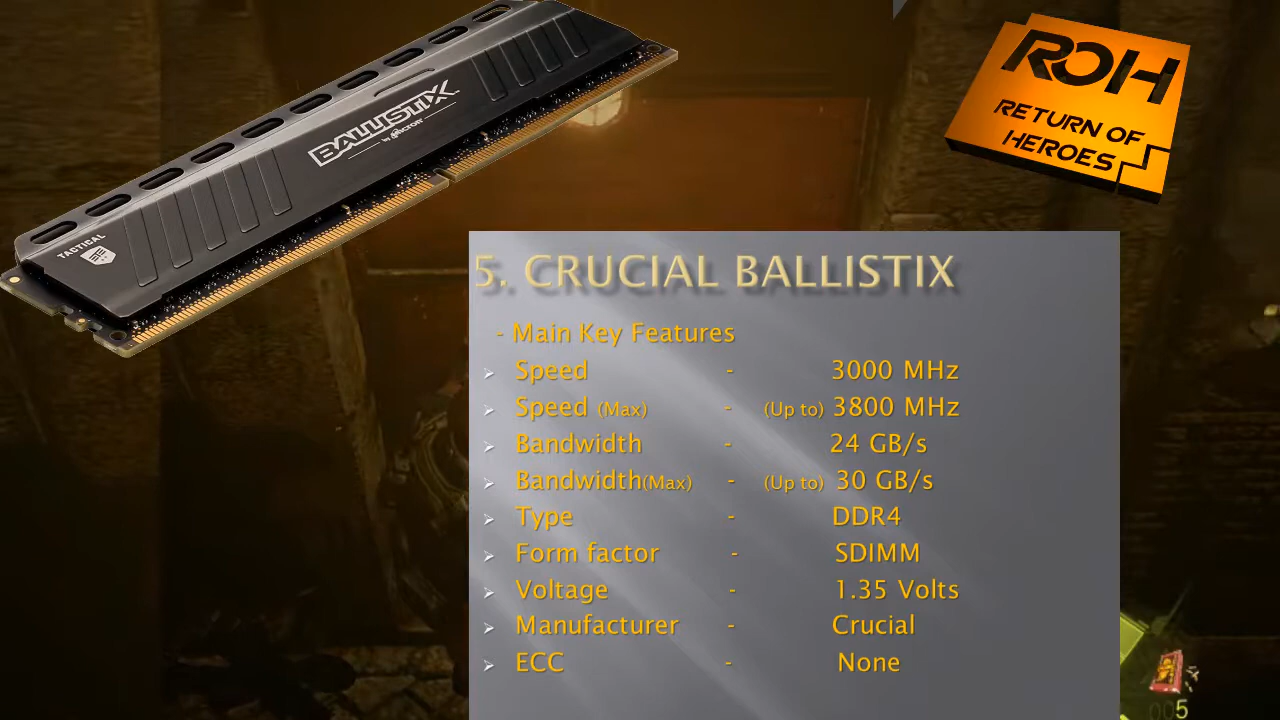 BALLISTIX
TACTICAL
ROH
RETURN OF
HEROES
5. CRUCIAL BALLISTIX
- Main Key Features
Speed - 3000 MHz
Speed (Max) - (Up to) 3800 MHz
Bandwidth - 24 GB/s
Bandwidth(Max) - (Up to) 30 GB/s
Type - DDR4
Form factor - SDIMM
Voltage - 1.35 Volts
Manufacturer - Crucial
ECC - None
005